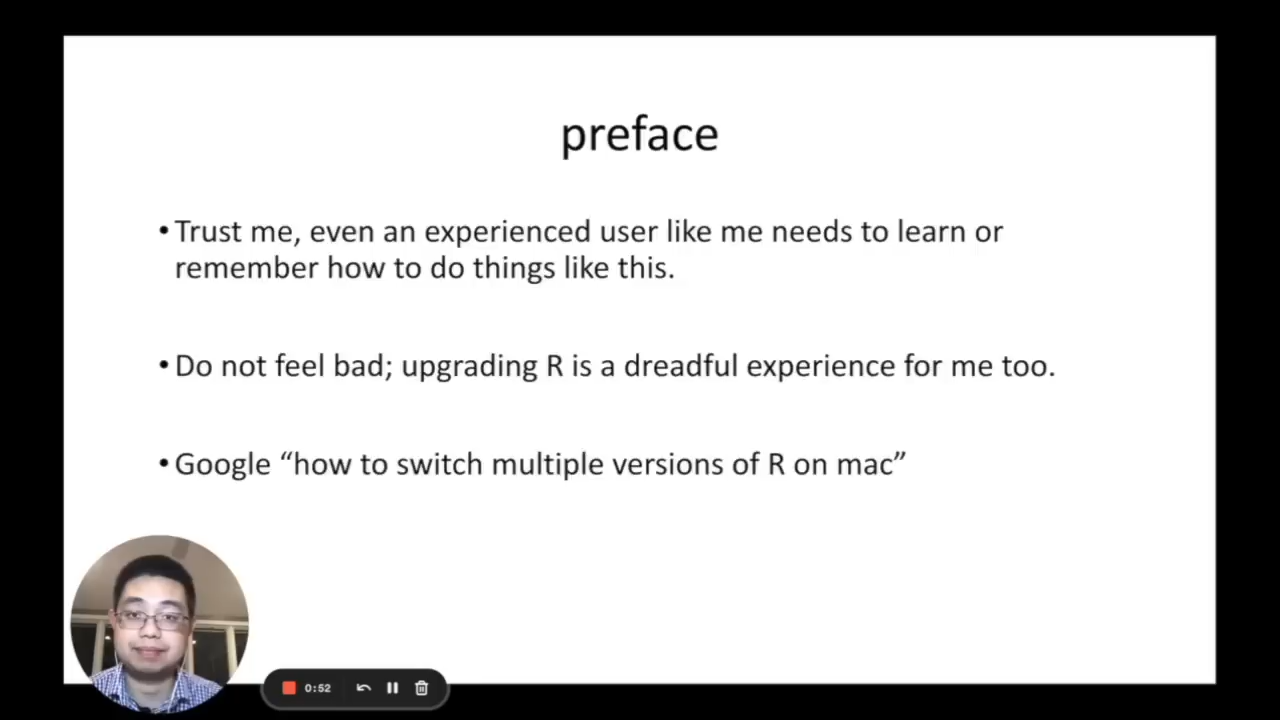 preface
• Trust me, even an experienced user like me needs to learn or
remember how to do things like this.
• Do not feel bad; upgrading R is a dreadful experience for me too.
• Google “how to switch multiple versions of R on mac”
0:52